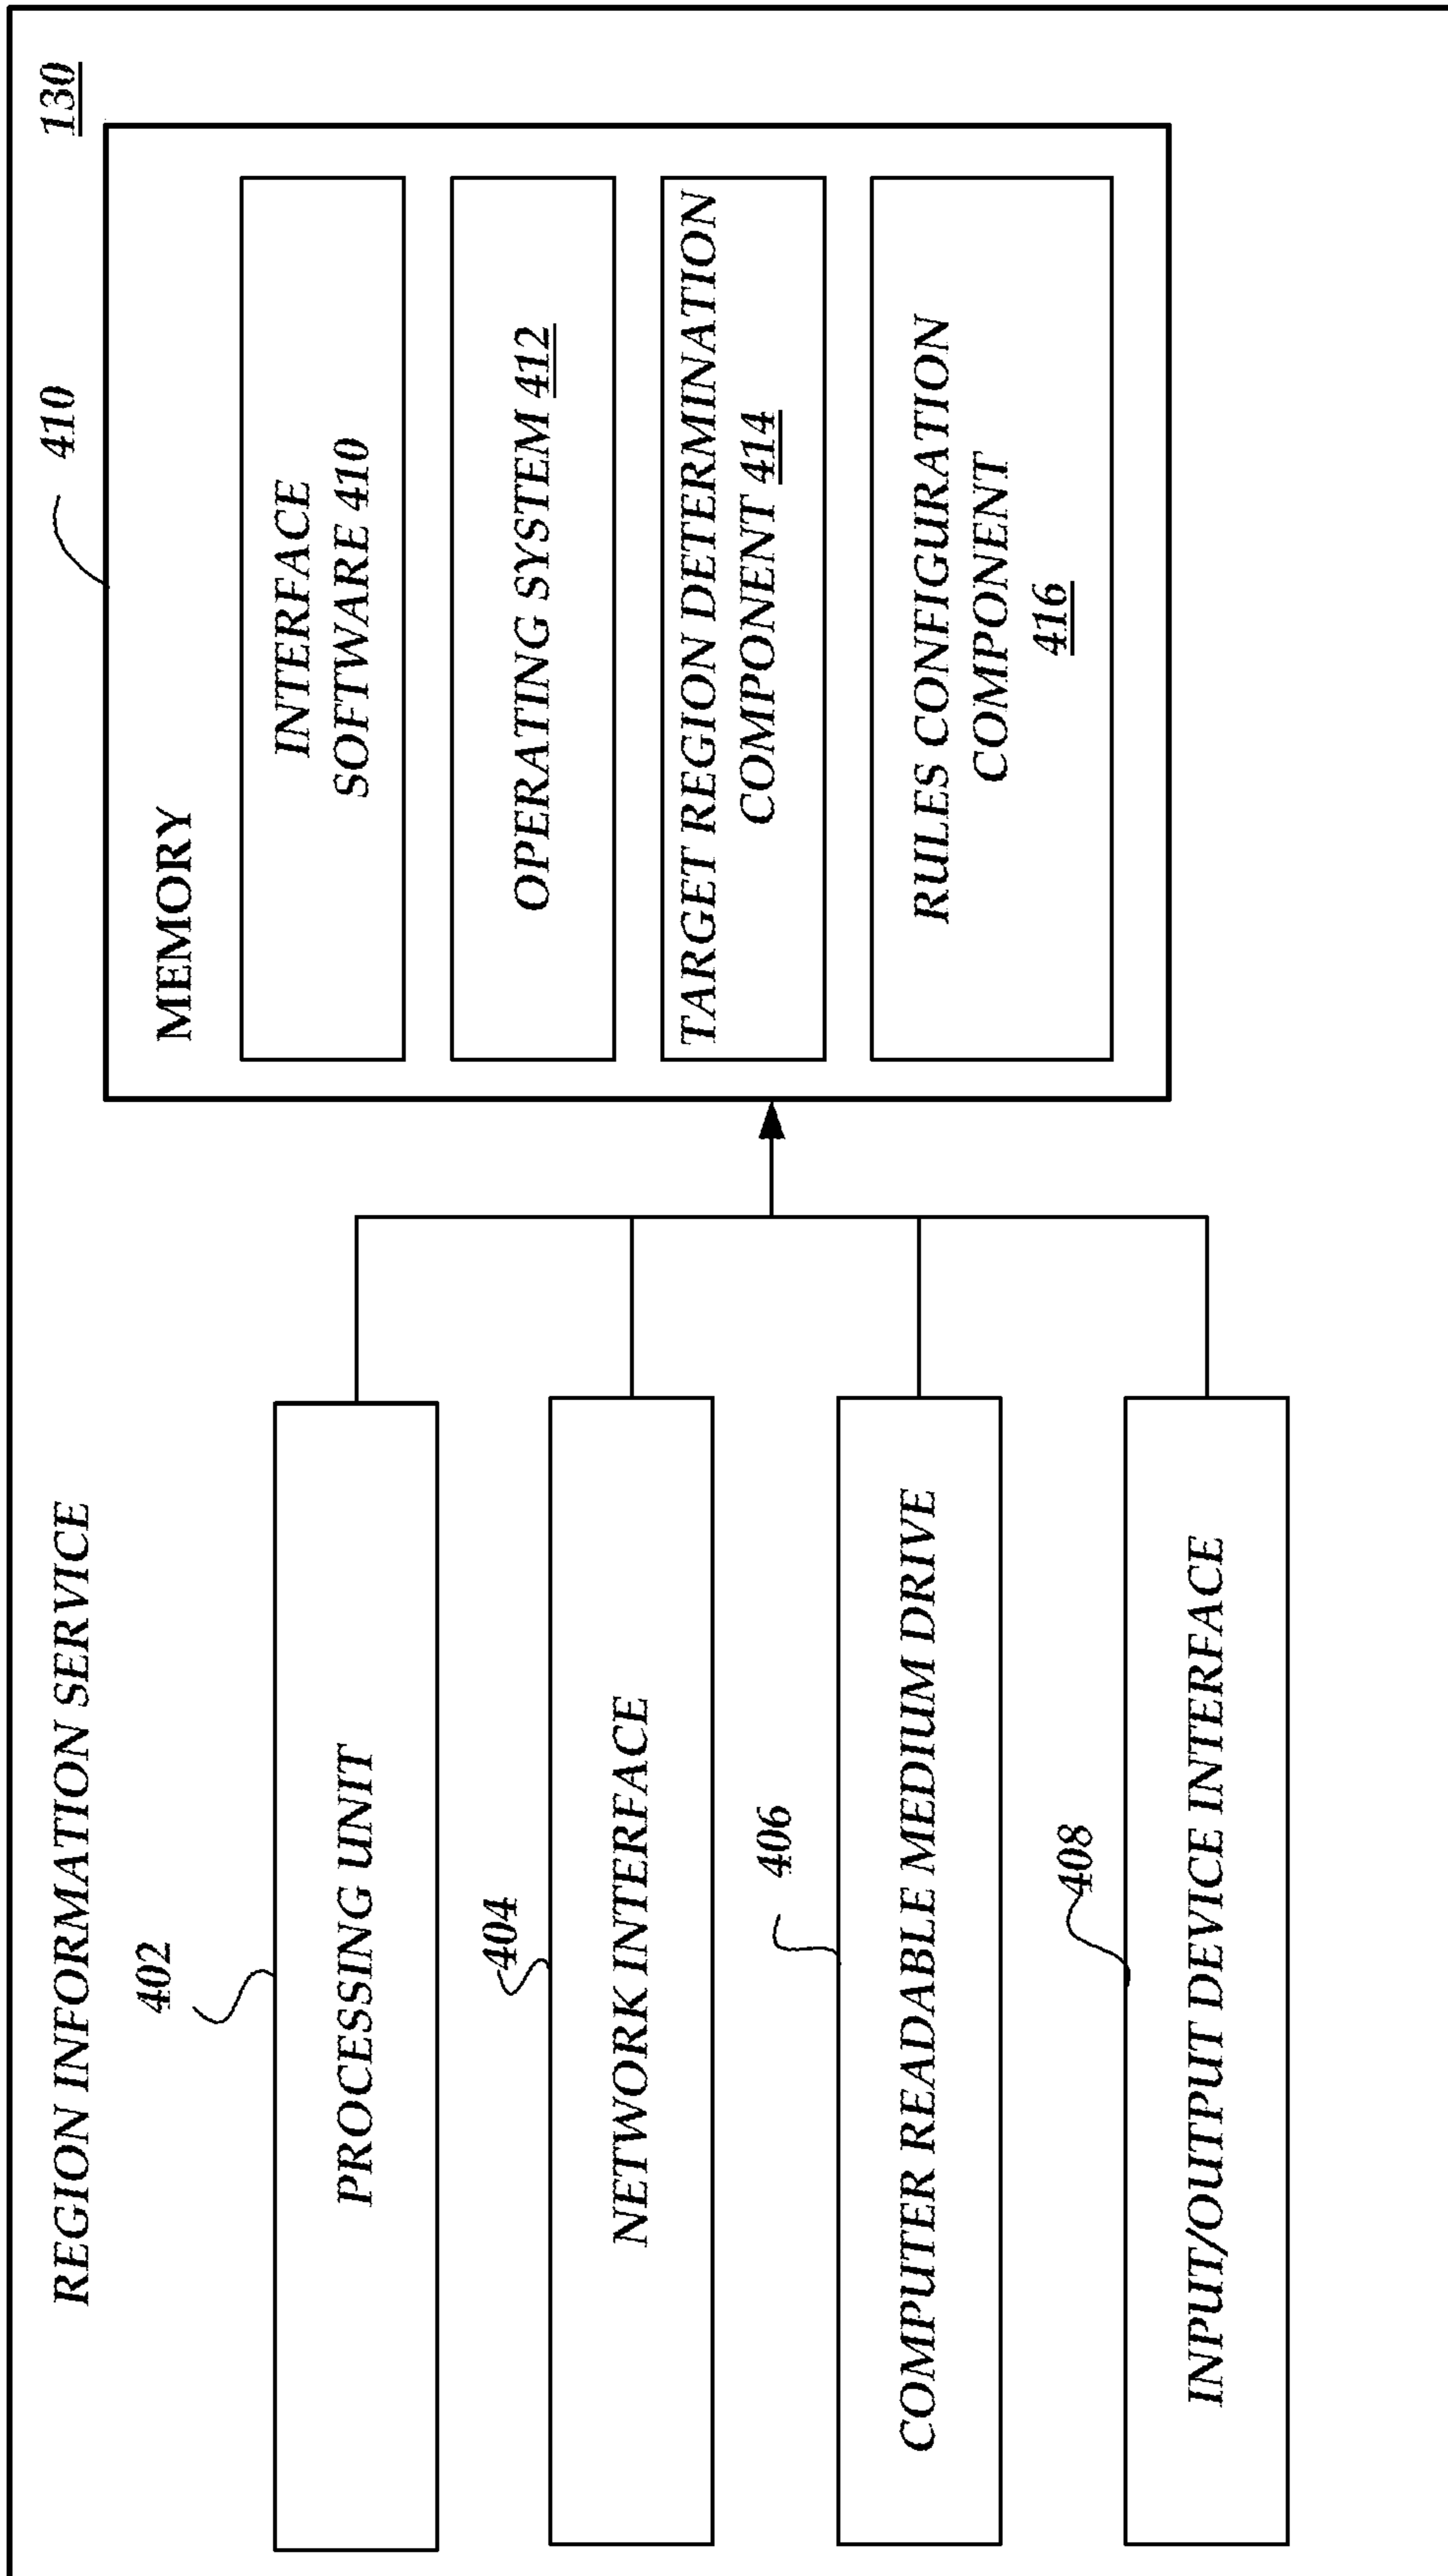 REGION INFORMATION SERVICE
130
402
PROCESSING UNIT
404
NETWORK INTERFACE
406
COMPUTER READABLE MEDIUM DRIVE
408
INPUT/OUTPUT DEVICE INTERFACE
410
MEMORY
INTERFACE
SOFTWARE 410
OPERATING SYSTEM 412
TARGET REGION DETERMINATION
COMPONENT 414
RULES CONFIGURATION
COMPONENT
416